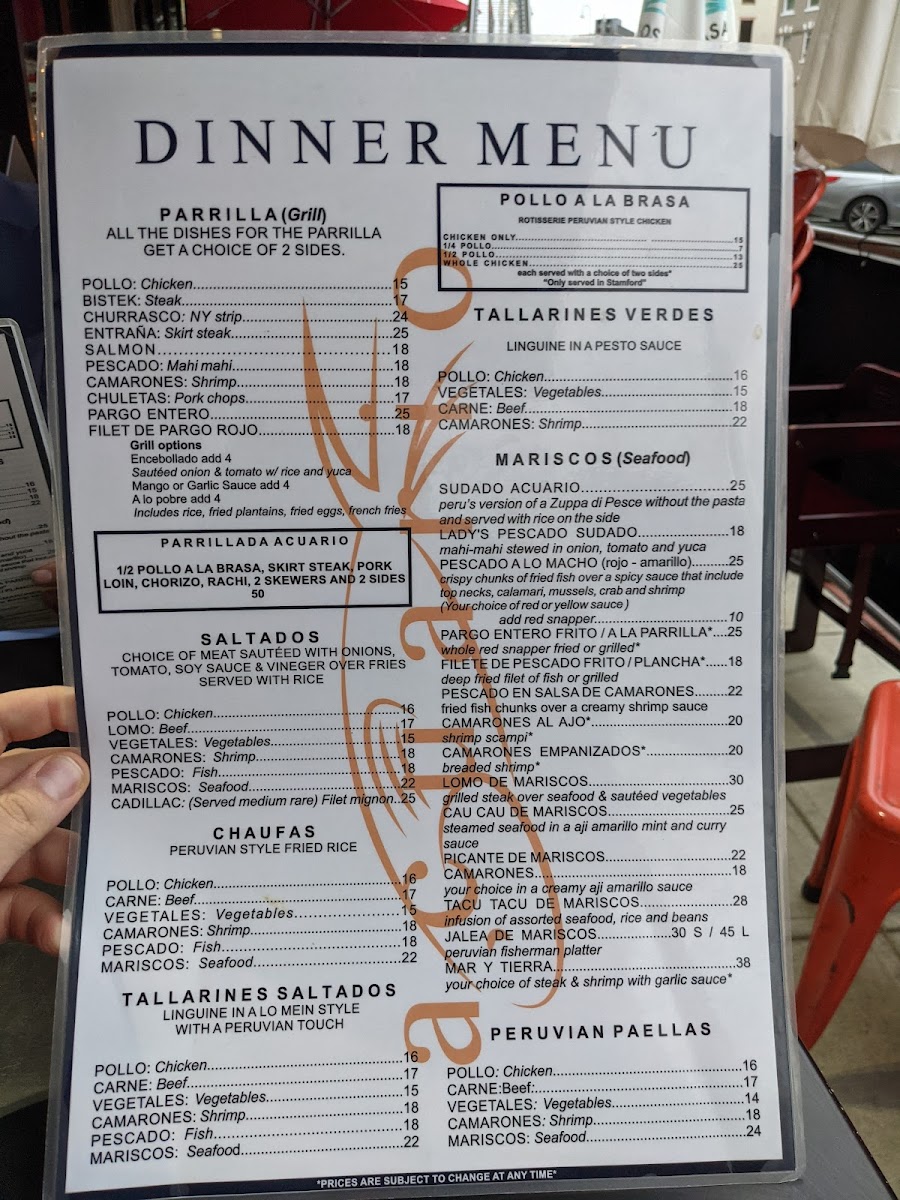 DINNER MENU
PARRILLA (Grill)
ALL THE DISHES FOR THE PARRILLA
GET A CHOICE OF 2 SIDES.
POLLO: Chicken 15
BISTEK: Steak 17
CHURRASCO: NY strip 24
ENTRAÑA: Skirt steak 25
SALMON 18
PESCADO: Mahi mahi 18
CAMARONES: Shrimp 18
CHULETAS: Pork chops 17
PARGO ENTERO 25
FILET DE PARGO ROJO 18
Grill options
Encebollado add 4
Sautéed onion & tomato w/ rice and yuca
Mango or Garlic Sauce add 4
A lo pobre add 4
Includes rice, fried plantains, fried eggs, french fries
PARRILLADA ACUARIO
1/2 POLLO A LA BRASA, SKIRT STEAK, PORK
LOIN, CHORIZO, RACHI, 2 SKEWERS AND 2 SIDES
50
SALTADOS
CHOICE OF MEAT SAUTÉED WITH ONIONS,
TOMATO, SOY SAUCE & VINEGER OVER FRIES
SERVED WITH RICE
POLLO: Chicken 16
LOMO: Beef 17
VEGETALES: Vegetables 15
CAMARONES: Shrimp 18
PESCADO: Fish 18
MARISCOS: Seafood 22
CADILLAC: (Served medium rare) Filet mignon..25
CHAUFAS
PERUVIAN STYLE FRIED RICE
POLLO: Chicken 16
CARNE: Beef 17
VEGETALES: Vegetables 15
CAMARONES: Shrimp 18
PESCADO: Fish 18
MARISCOS: Seafood 22
TALLARINES SALTADOS
LINGUINE IN A LO MEIN STYLE
WITH A PERUVIAN TOUCH
POLLO: Chicken 16
CARNE: Beef 17
VEGETALES: Vegetables 15
CAMARONES: Shrimp 18
PESCADO: Fish 18
MARISCOS: Seafood 22
POLLO A LA BRASA
ROTISSERIE PERUVIAN STYLE CHICKEN
CHICKEN ONLY 15
1/4 POLLO 7
1/2 POLLO 13
WHOLE CHICKEN 25
each served with a choice of two sides*
"Only served in Stamford"
TALLARINES VERDES
LINGUINE IN A PESTO SAUCE
POLLO: Chicken 16
VEGETALES: Vegetables 15
CARNE: Beef 18
CAMARONES: Shrimp 22
MARISCOS (Seafood)
SUDADO ACUARIO 25
peru's version of a Zuppa di Pesce without the pasta
and served with rice on the side
LADY'S PESCADO SUDADO 18
mahi-mahi stewed in onion, tomato and yuca
PESCADO A LO MACHO (rojo - amarillo) 25
crispy chunks of fried fish over a spicy sauce that include
top necks, calamari, mussels, crab and shrimp
(Your choice of red or yellow sauce)
add red snapper 10
PARGO ENTERO FRITO / A LA PARRILLA* 25
whole red snapper fried or grilled*
FILETE DE PESCADO FRITO / PLANCHA* 18
deep fried filet of fish or grilled
PESCADO EN SALSA DE CAMARONES 22
fried fish chunks over a creamy shrimp sauce
CAMARONES AL AJO* 20
shrimp scampi*
CAMARONES EMPANIZADOS* 20
breaded shrimp*
LOMO DE MARISCOS 30
grilled steak over seafood & sautéed vegetables
CAU CAU DE MARISCOS 25
steamed seafood in a aji amarillo mint and curry
sauce
PICANTE DE MARISCOS 22
CAMARONES 18
your choice in a creamy aji amarillo sauce
TACU TACU DE MARISCOS 28
infusion of assorted seafood, rice and beans
JALEA DE MARISCOS 30 S / 45 L
peruvian fisherman platter
MAR Y TIERRA 38
your choice of steak & shrimp with garlic sauce*
PERUVIAN PAELLAS
POLLO: Chicken 16
CARNE:Beef: 17
VEGETALES: Vegetables 14
CAMARONES: Shrimp 18
MARISCOS: Seafood 24
acuario
*PRICES ARE SUBJECT TO CHANGE AT ANY TIME*